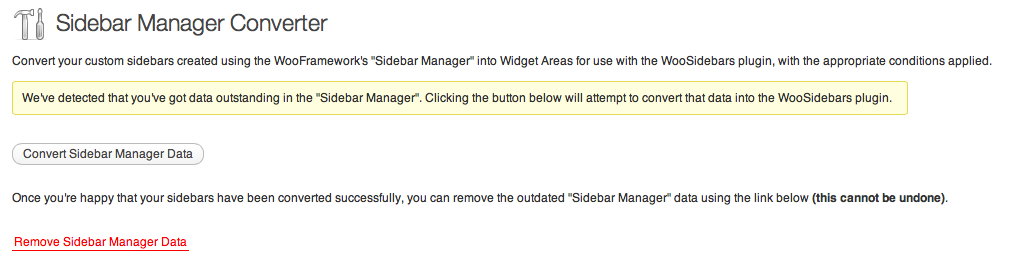 Sidebar Manager Converter
Convert your custom sidebars created using the WooFramework's "Sidebar Manager" into Widget Areas for use with the WooSidebars plugin, with the appropriate conditions applied.
We've detected that you've got data outstanding in the "Sidebar Manager". Clicking the button below will attempt to convert that data into the WooSidebars plugin.
Convert Sidebar Manager Data
Once you're happy that your sidebars have been converted successfully, you can remove the outdated "Sidebar Manager" data using the link below (this cannot be undone).
Remove Sidebar Manager Data